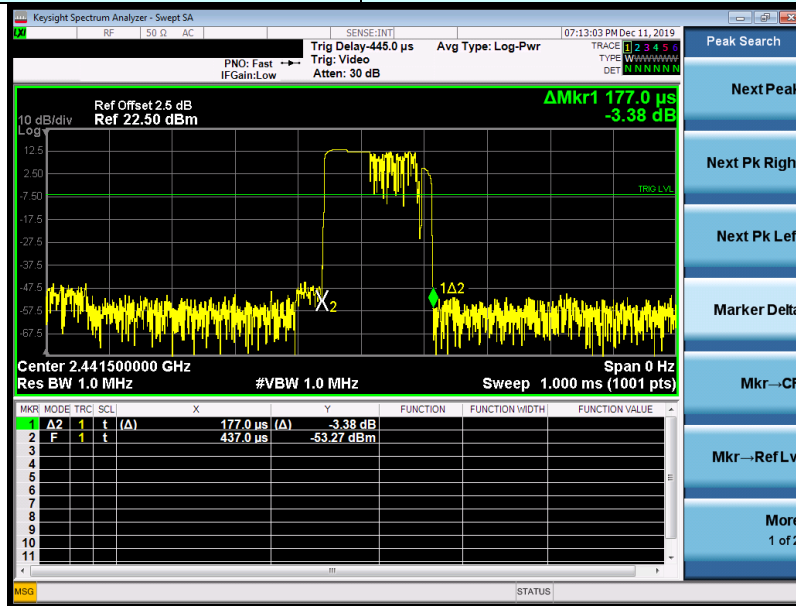 Keysight Spectrum Analyzer - Swept SA
LXI RF 50 Ω AC SENSE:INT 07:13:03 PM Dec 11, 2019
Trig Delay-445.0 µs Avg Type: Log-Pwr TRACE 1 2 3 4 5 6
PNO: Fast Trig: Video TYPE WWWWWW
IFGain:Low Atten: 30 dB DET N N N N N N
Peak Search
ΔMkr1 177.0 µs
-3.38 dB
Ref Offset 2.5 dB
10 dB/div Ref 22.50 dBm
Log
12.5
2.50
-7.50
TRIG LVL
-17.5
-27.5
-37.5
-47.5
1Δ2
2
-57.5
-67.5
Center 2.441500000 GHz Span 0 Hz
Res BW 1.0 MHz #VBW 1.0 MHz Sweep 1.000 ms (1001 pts)
MKR MODE TRC SCL X Y FUNCTION FUNCTION WIDTH FUNCTION VALUE
1 Δ2 1 t (Δ) 177.0 µs (Δ) -3.38 dB
2 F 1 t 437.0 µs -53.27 dBm
3
4
5
6
7
8
9
10
11
Next Peak
Next Pk Righ
Next Pk Lef
Marker Delta
Mkr→CF
Mkr→Ref Lv
More
1 of 2
MSG STATUS